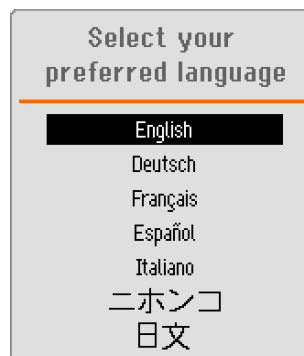 Select your
preferred language
English
Deutsch
Français
Español
Italiano
ニホンコ
日文